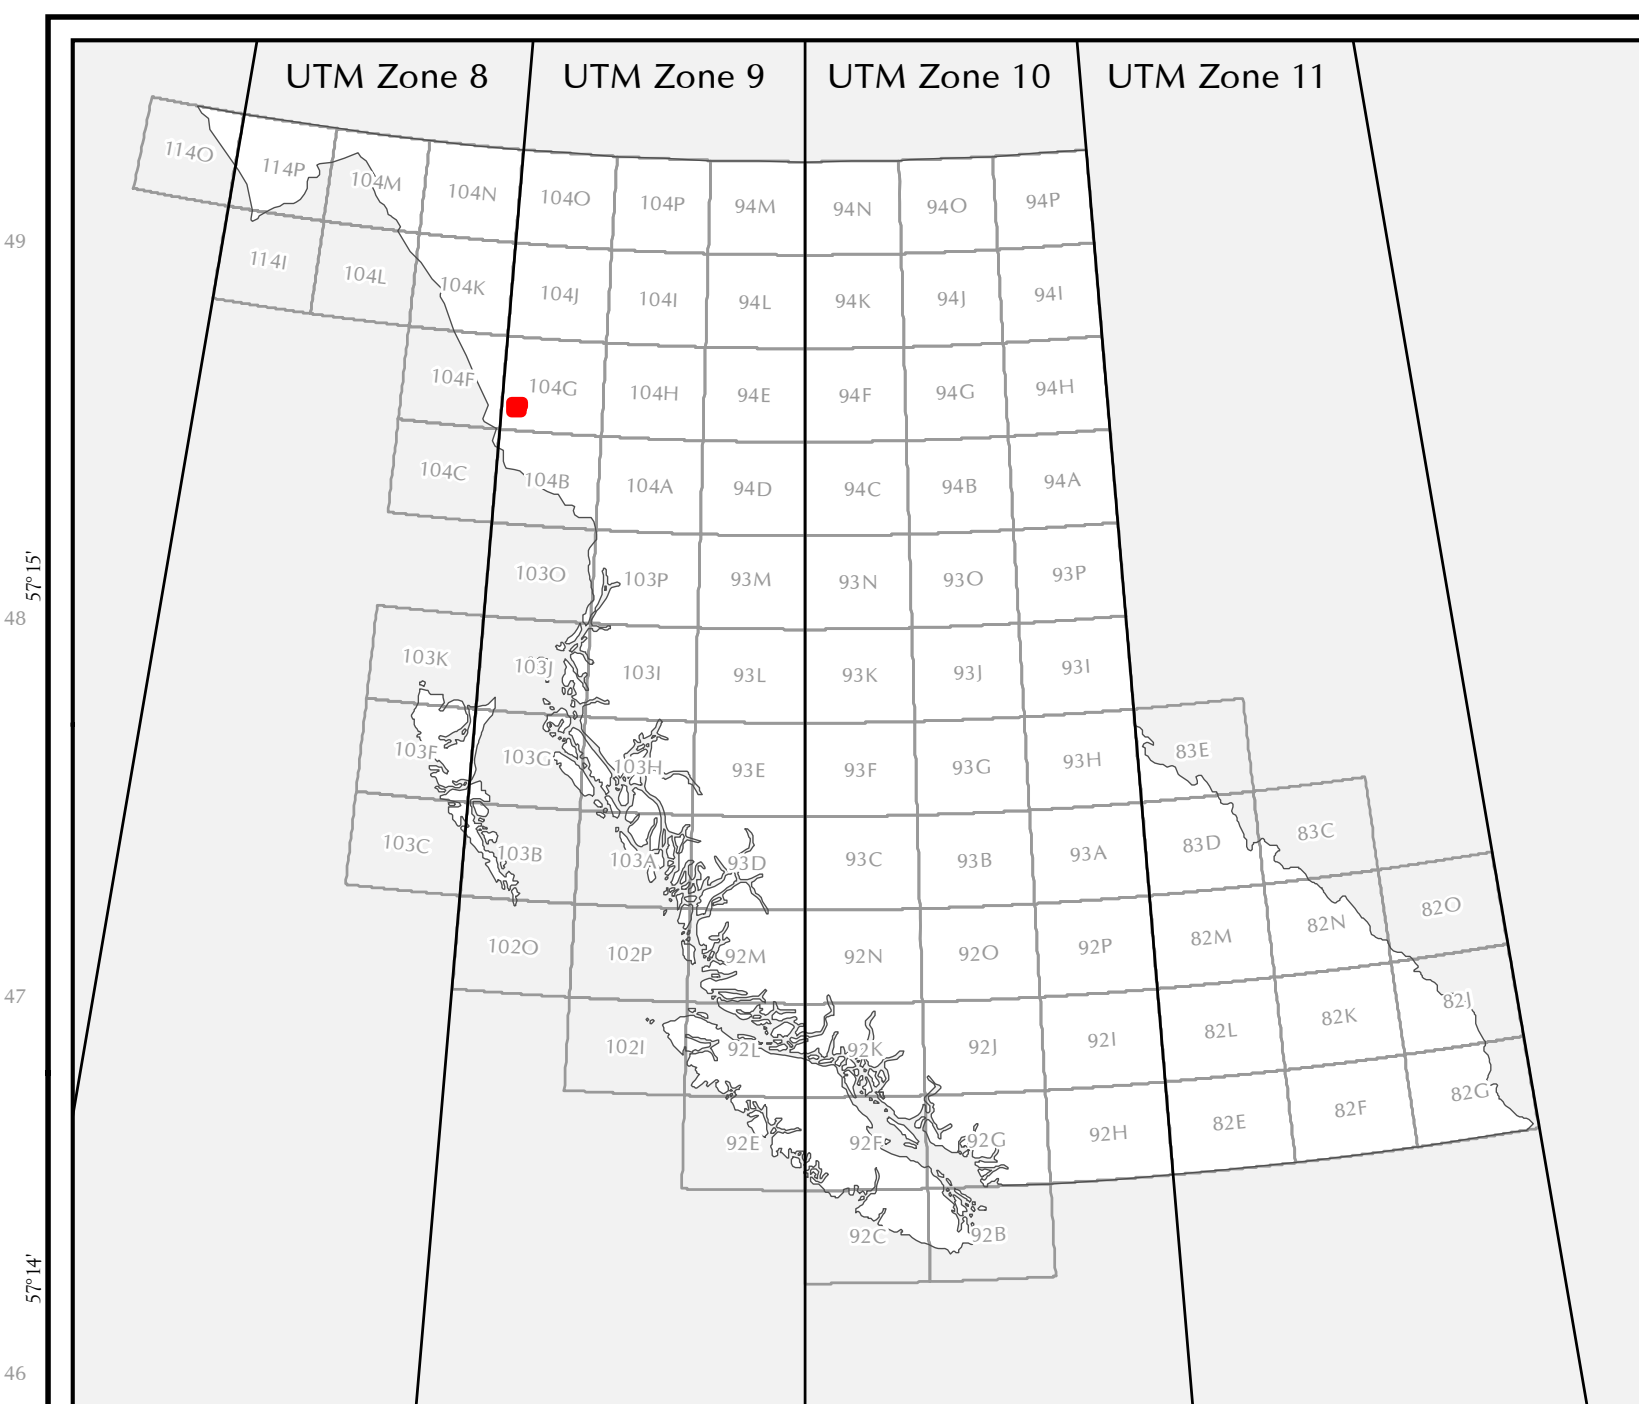 UTM Zone 8 UTM Zone 9 UTM Zone 10 UTM Zone 11
114O 114P 104M 104N 104O 104P 94M 94N 94O 94P
49
114I 104L 104K 104J 104I 94L 94K 94J 94I
104F 104G 104H 94E 94F 94G 94H
104C 104B 104A 94D 94C 94B 94A
57°15'
103O 103P 93M 93N 93O 93P
48
103K 103J 103I 93L 93K 93J 93I
103F 103G 103H 93E 93F 93G 93H 83E
103C 103B 103A 93D 93C 93B 93A 83D 83C
102O 102P 92M 92N 92O 92P 82M 82N 82O
47
102I 92L 92K 92J 92I 82L 82K 82J
92E 92F 92G 92H 82E 82F 82G
92C 92B
57°14'
46